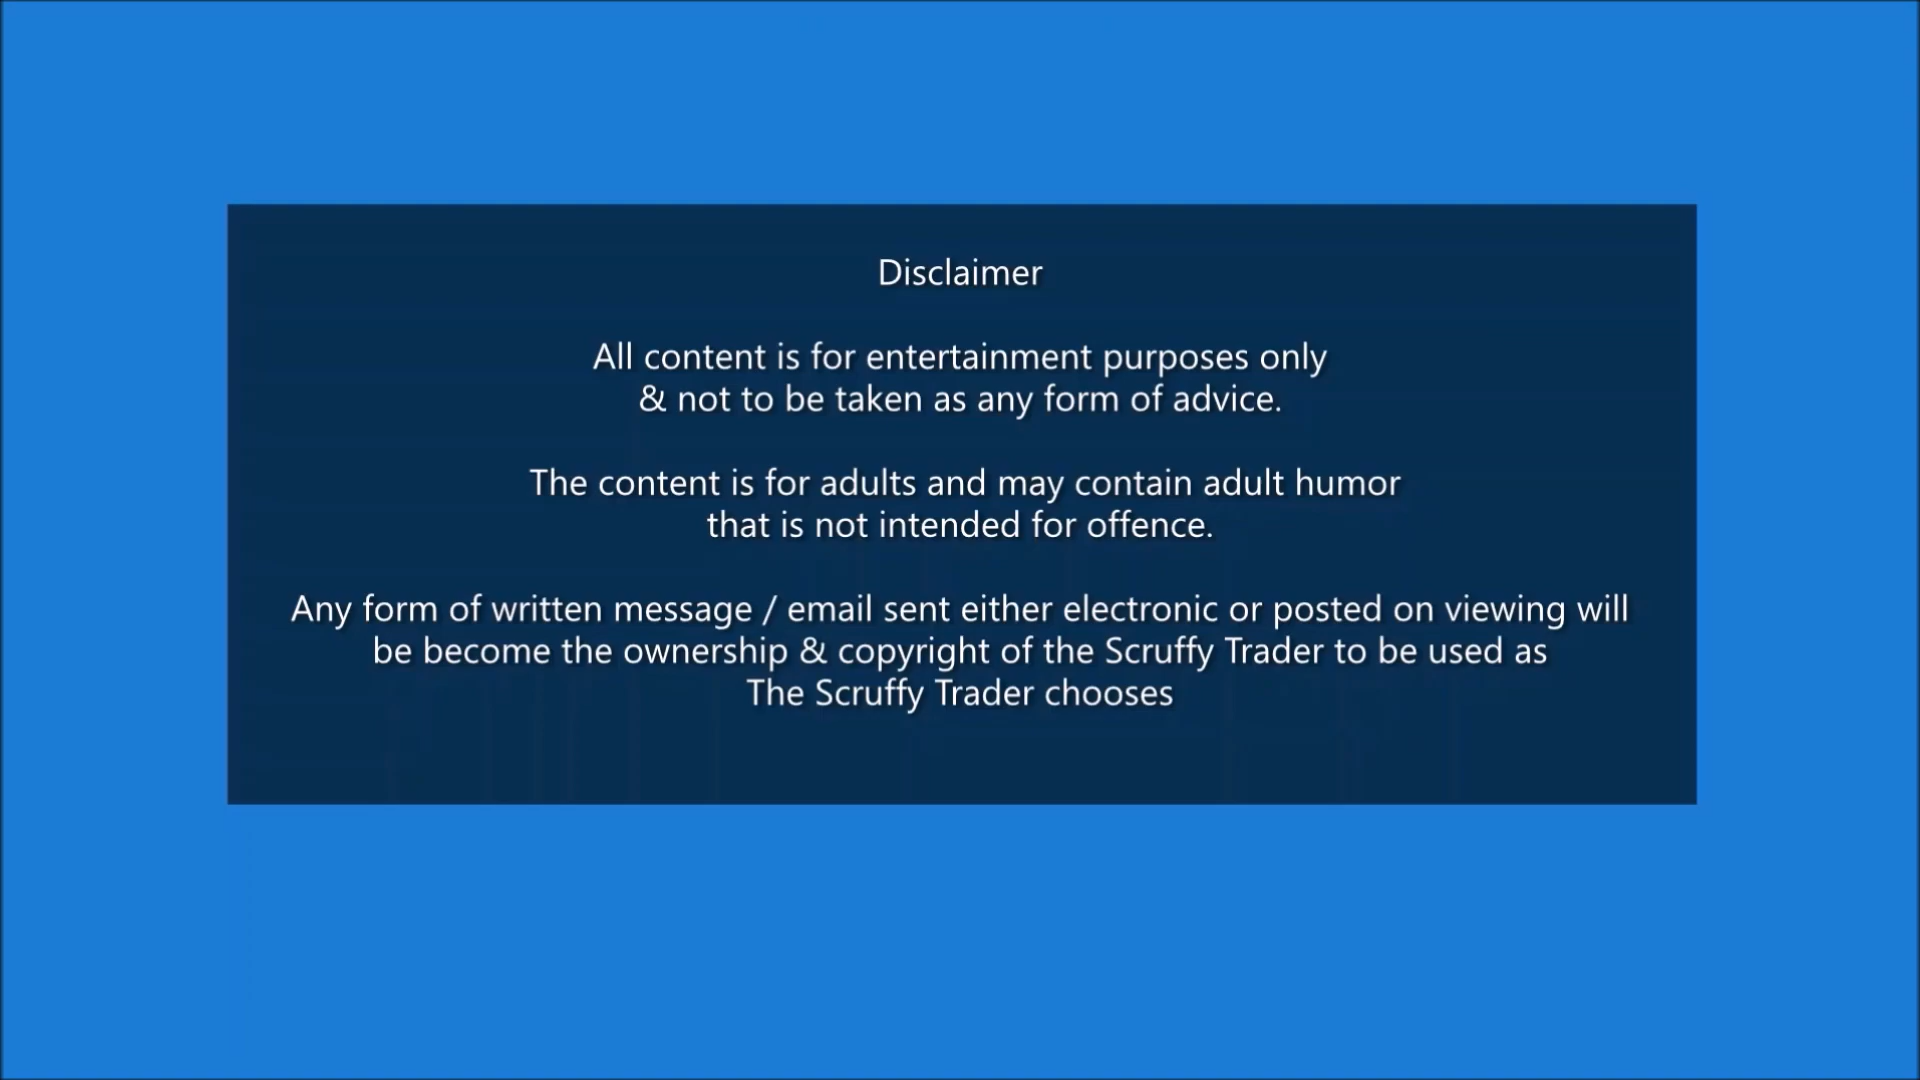 Disclaimer
All content is for entertainment purposes only
& not to be taken as any form of advice.
The content is for adults and may contain adult humor
that is not intended for offence.
Any form of written message / email sent either electronic or posted on viewing will
be become the ownership & copyright of the Scruffy Trader to be used as
The Scruffy Trader chooses